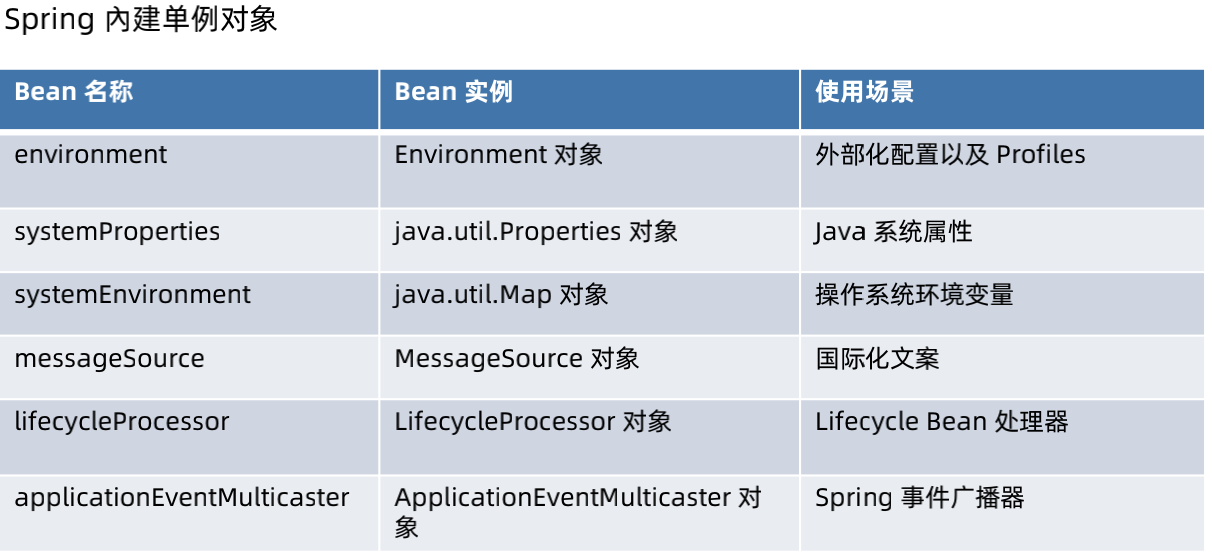 Spring 內建单例对象
Bean 名称 Bean 实例 使用场景
environment Environment 对象 外部化配置以及 Profiles
systemProperties java.util.Properties 对象 Java 系统属性
systemEnvironment java.util.Map 对象 操作系统环境变量
messageSource MessageSource 对象 国际化文案
lifecycleProcessor LifecycleProcessor 对象 Lifecycle Bean 处理器
applicationEventMulticaster ApplicationEventMulticaster 对 Spring 事件广播器
象